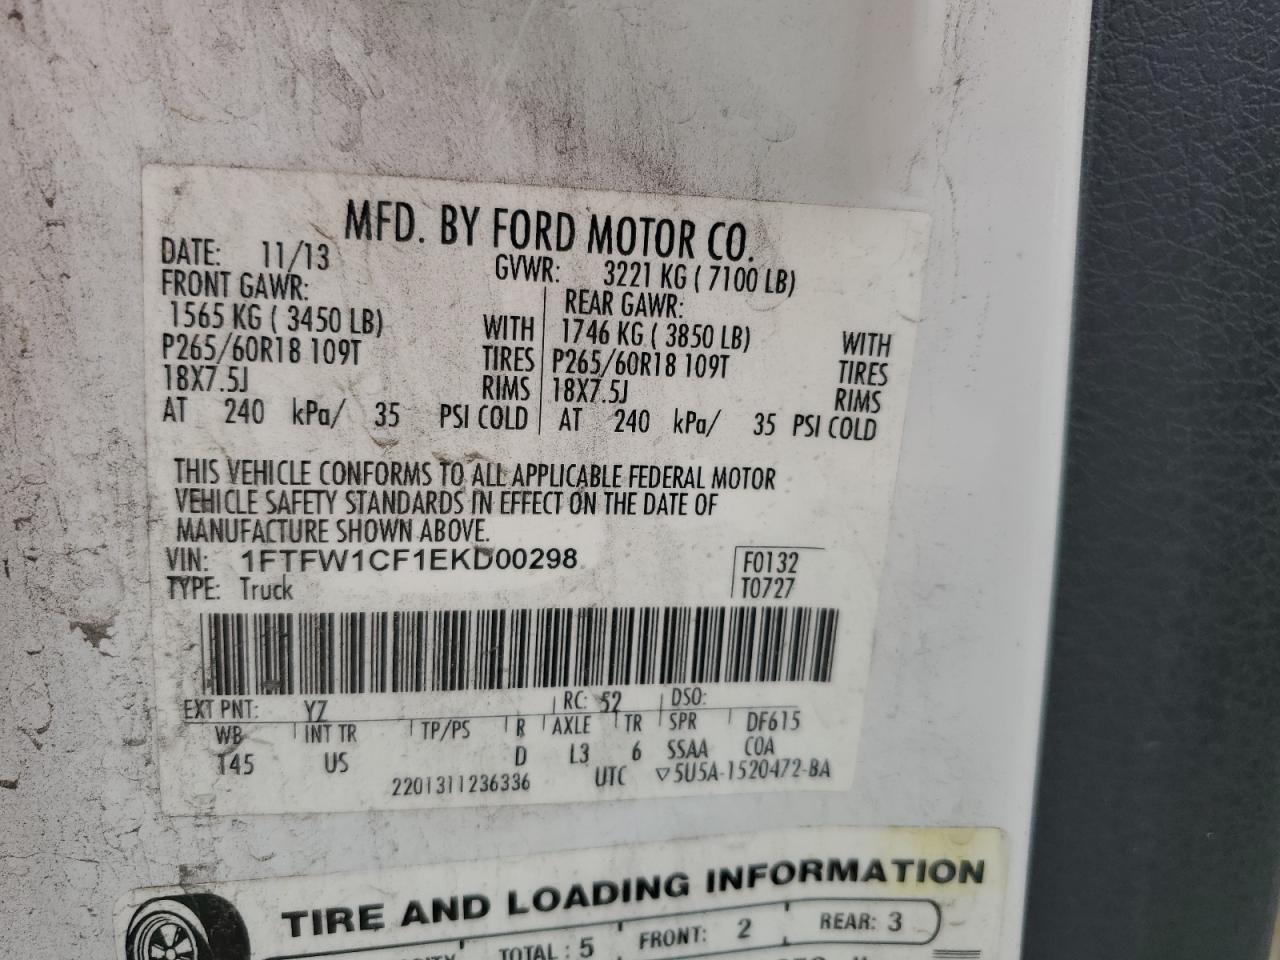 MFD. BY FORD MOTOR CO.
DATE: 11/13 GVWR: 3221 KG ( 7100 LB)
FRONT GAWR: REAR GAWR:
1565 KG ( 3450 LB) WITH 1746 KG ( 3850 LB) WITH
P265/60R18 109T TIRES P265/60R18 109T TIRES
18X7.5J RIMS 18X7.5J RIMS
AT 240 kPa/ 35 PSI COLD AT 240 kPa/ 35 PSI COLD
THIS VEHICLE CONFORMS TO ALL APPLICABLE FEDERAL MOTOR
VEHICLE SAFETY STANDARDS IN EFFECT ON THE DATE OF
MANUFACTURE SHOWN ABOVE.
VIN: 1FTFW1CF1EKD00298 F0132
TYPE: Truck T0727
EXT PNT: YZ RC: 52 DSO:
WB INT TR TP/PS R AXLE TR SPR DF615
145 US D L3 6 SSAA COA
2201311236336 UTC ▽5U5A-1520472-BA
TIRE AND LOADING INFORMATION
TOTAL: 5 FRONT: 2 REAR: 3